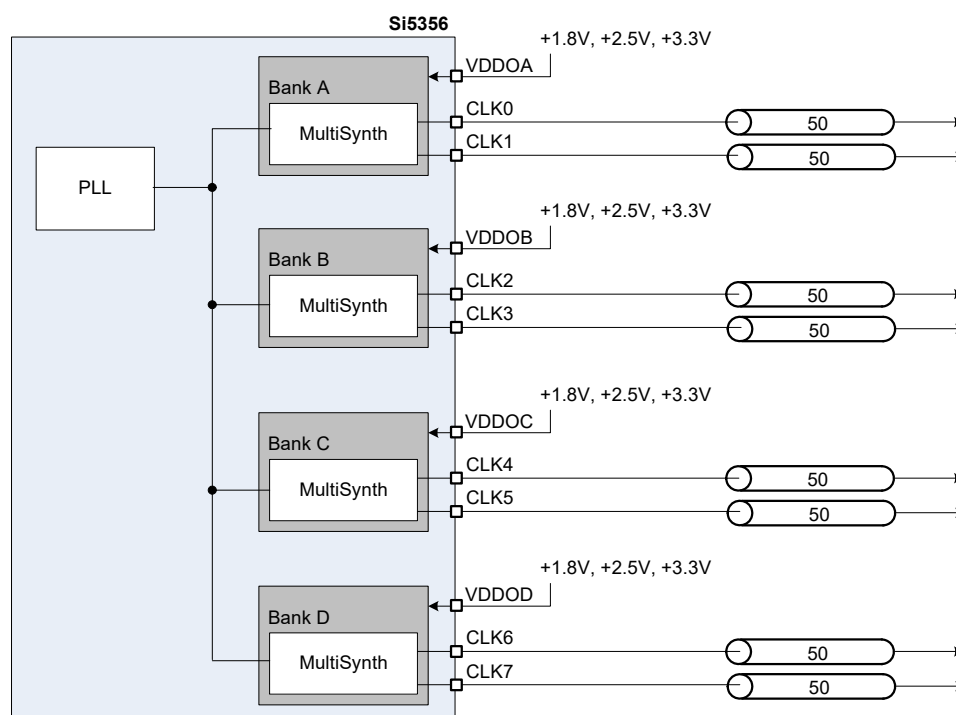 Si5356
+1.8V, +2.5V, +3.3V
VDDOA
Bank A
CLK0
MultiSynth
50
CLK1
50
PLL
+1.8V, +2.5V, +3.3V
VDDOB
Bank B
CLK2
MultiSynth
50
CLK3
50
+1.8V, +2.5V, +3.3V
VDDOC
Bank C
CLK4
MultiSynth
50
CLK5
50
+1.8V, +2.5V, +3.3V
VDDOD
Bank D
CLK6
MultiSynth
50
CLK7
50